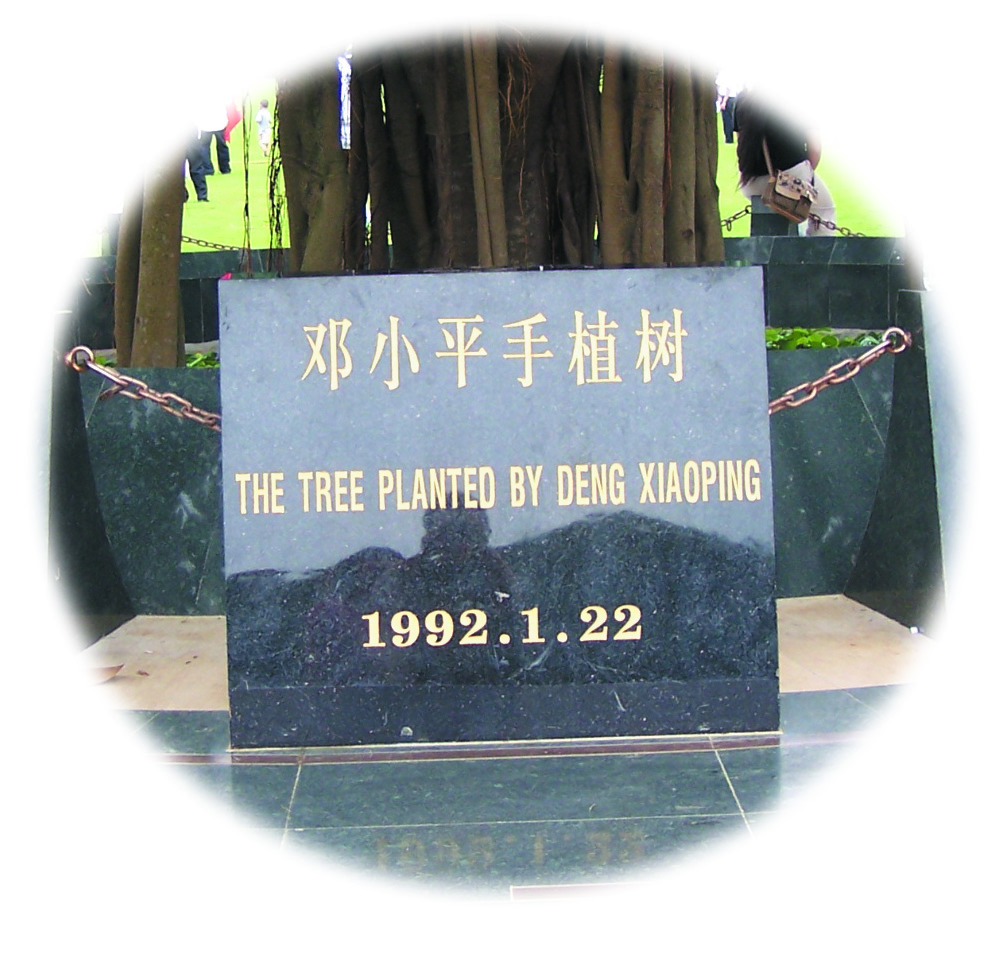 邓小平手植树
THE TREE PLANTED BY DENG XIAOPING
1992.1.22